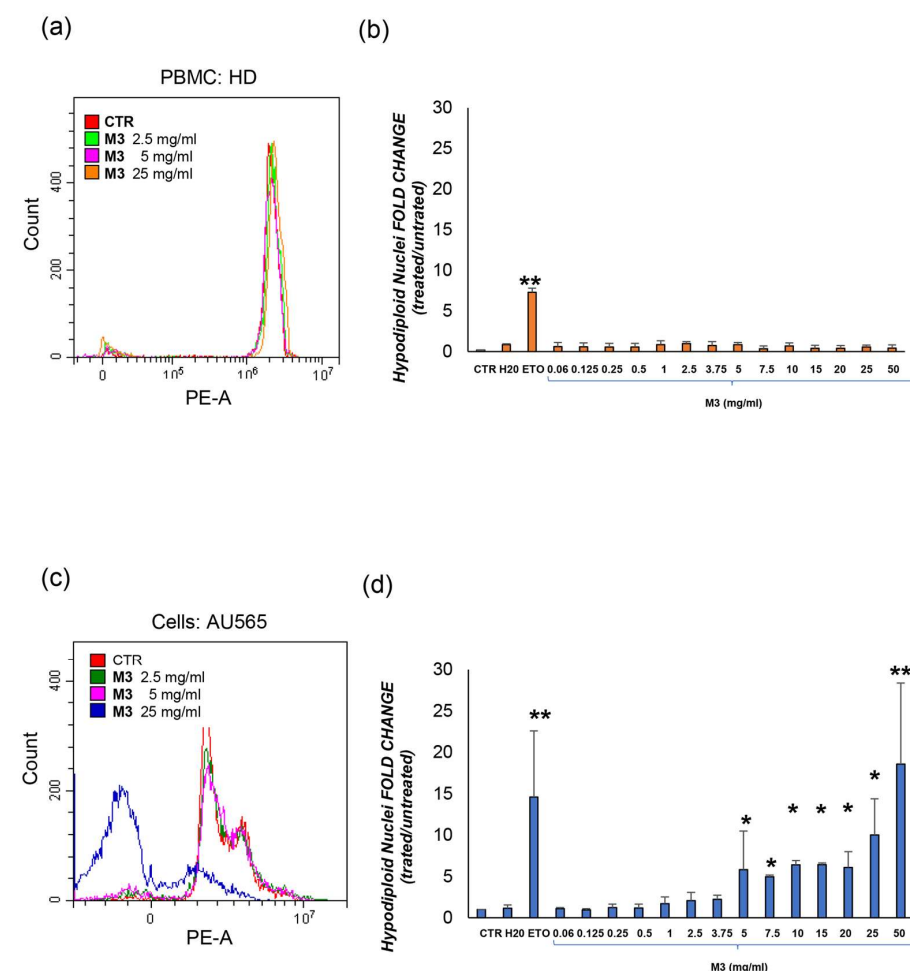 (a)
PBMC: HD
CTR
M3 2.5 mg/ml
M3 5 mg/ml
M3 25 mg/ml
Count
400
200
0
0 10⁵ 10⁶ 10⁷
PE-A
(b)
Hypodiploid Nuclei FOLD CHANGE
(treated/untrated)
30
25
20
15
10
5
0
**
CTR H20 ETO 0.06 0.125 0.25 0.5 1 2.5 3.75 5 7.5 10 15 20 25 50
M3 (mg/ml)
(c)
Cells: AU565
CTR
M3 2.5 mg/ml
M3 5 mg/ml
M3 25 mg/ml
Count
400
200
0
0 10⁷
PE-A
(d)
Hypodiploid Nuclei FOLD CHANGE
(trated/untreated)
30
25
20
15
10
5
0
** * * * * * * **
CTR H20 ETO 0.06 0.125 0.25 0.5 1 2.5 3.75 5 7.5 10 15 20 25 50
M3 (mg/ml)